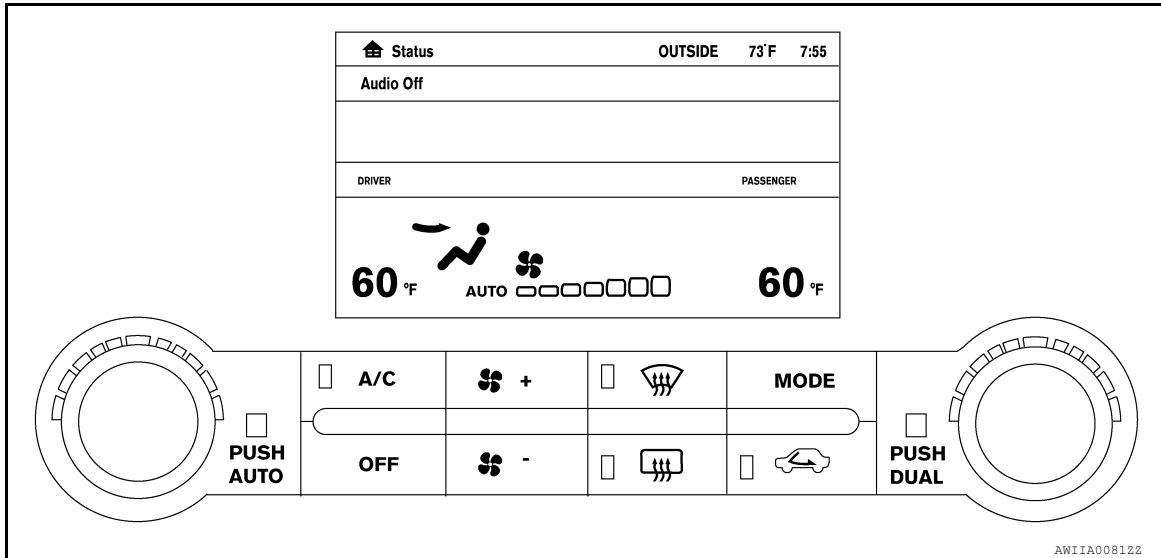 Status OUTSIDE 73°F 7:55
Audio Off
DRIVER PASSENGER
60 °F AUTO 60 °F
A/C + MODE
PUSH AUTO
OFF -
PUSH DUAL
AWIIA0081ZZ